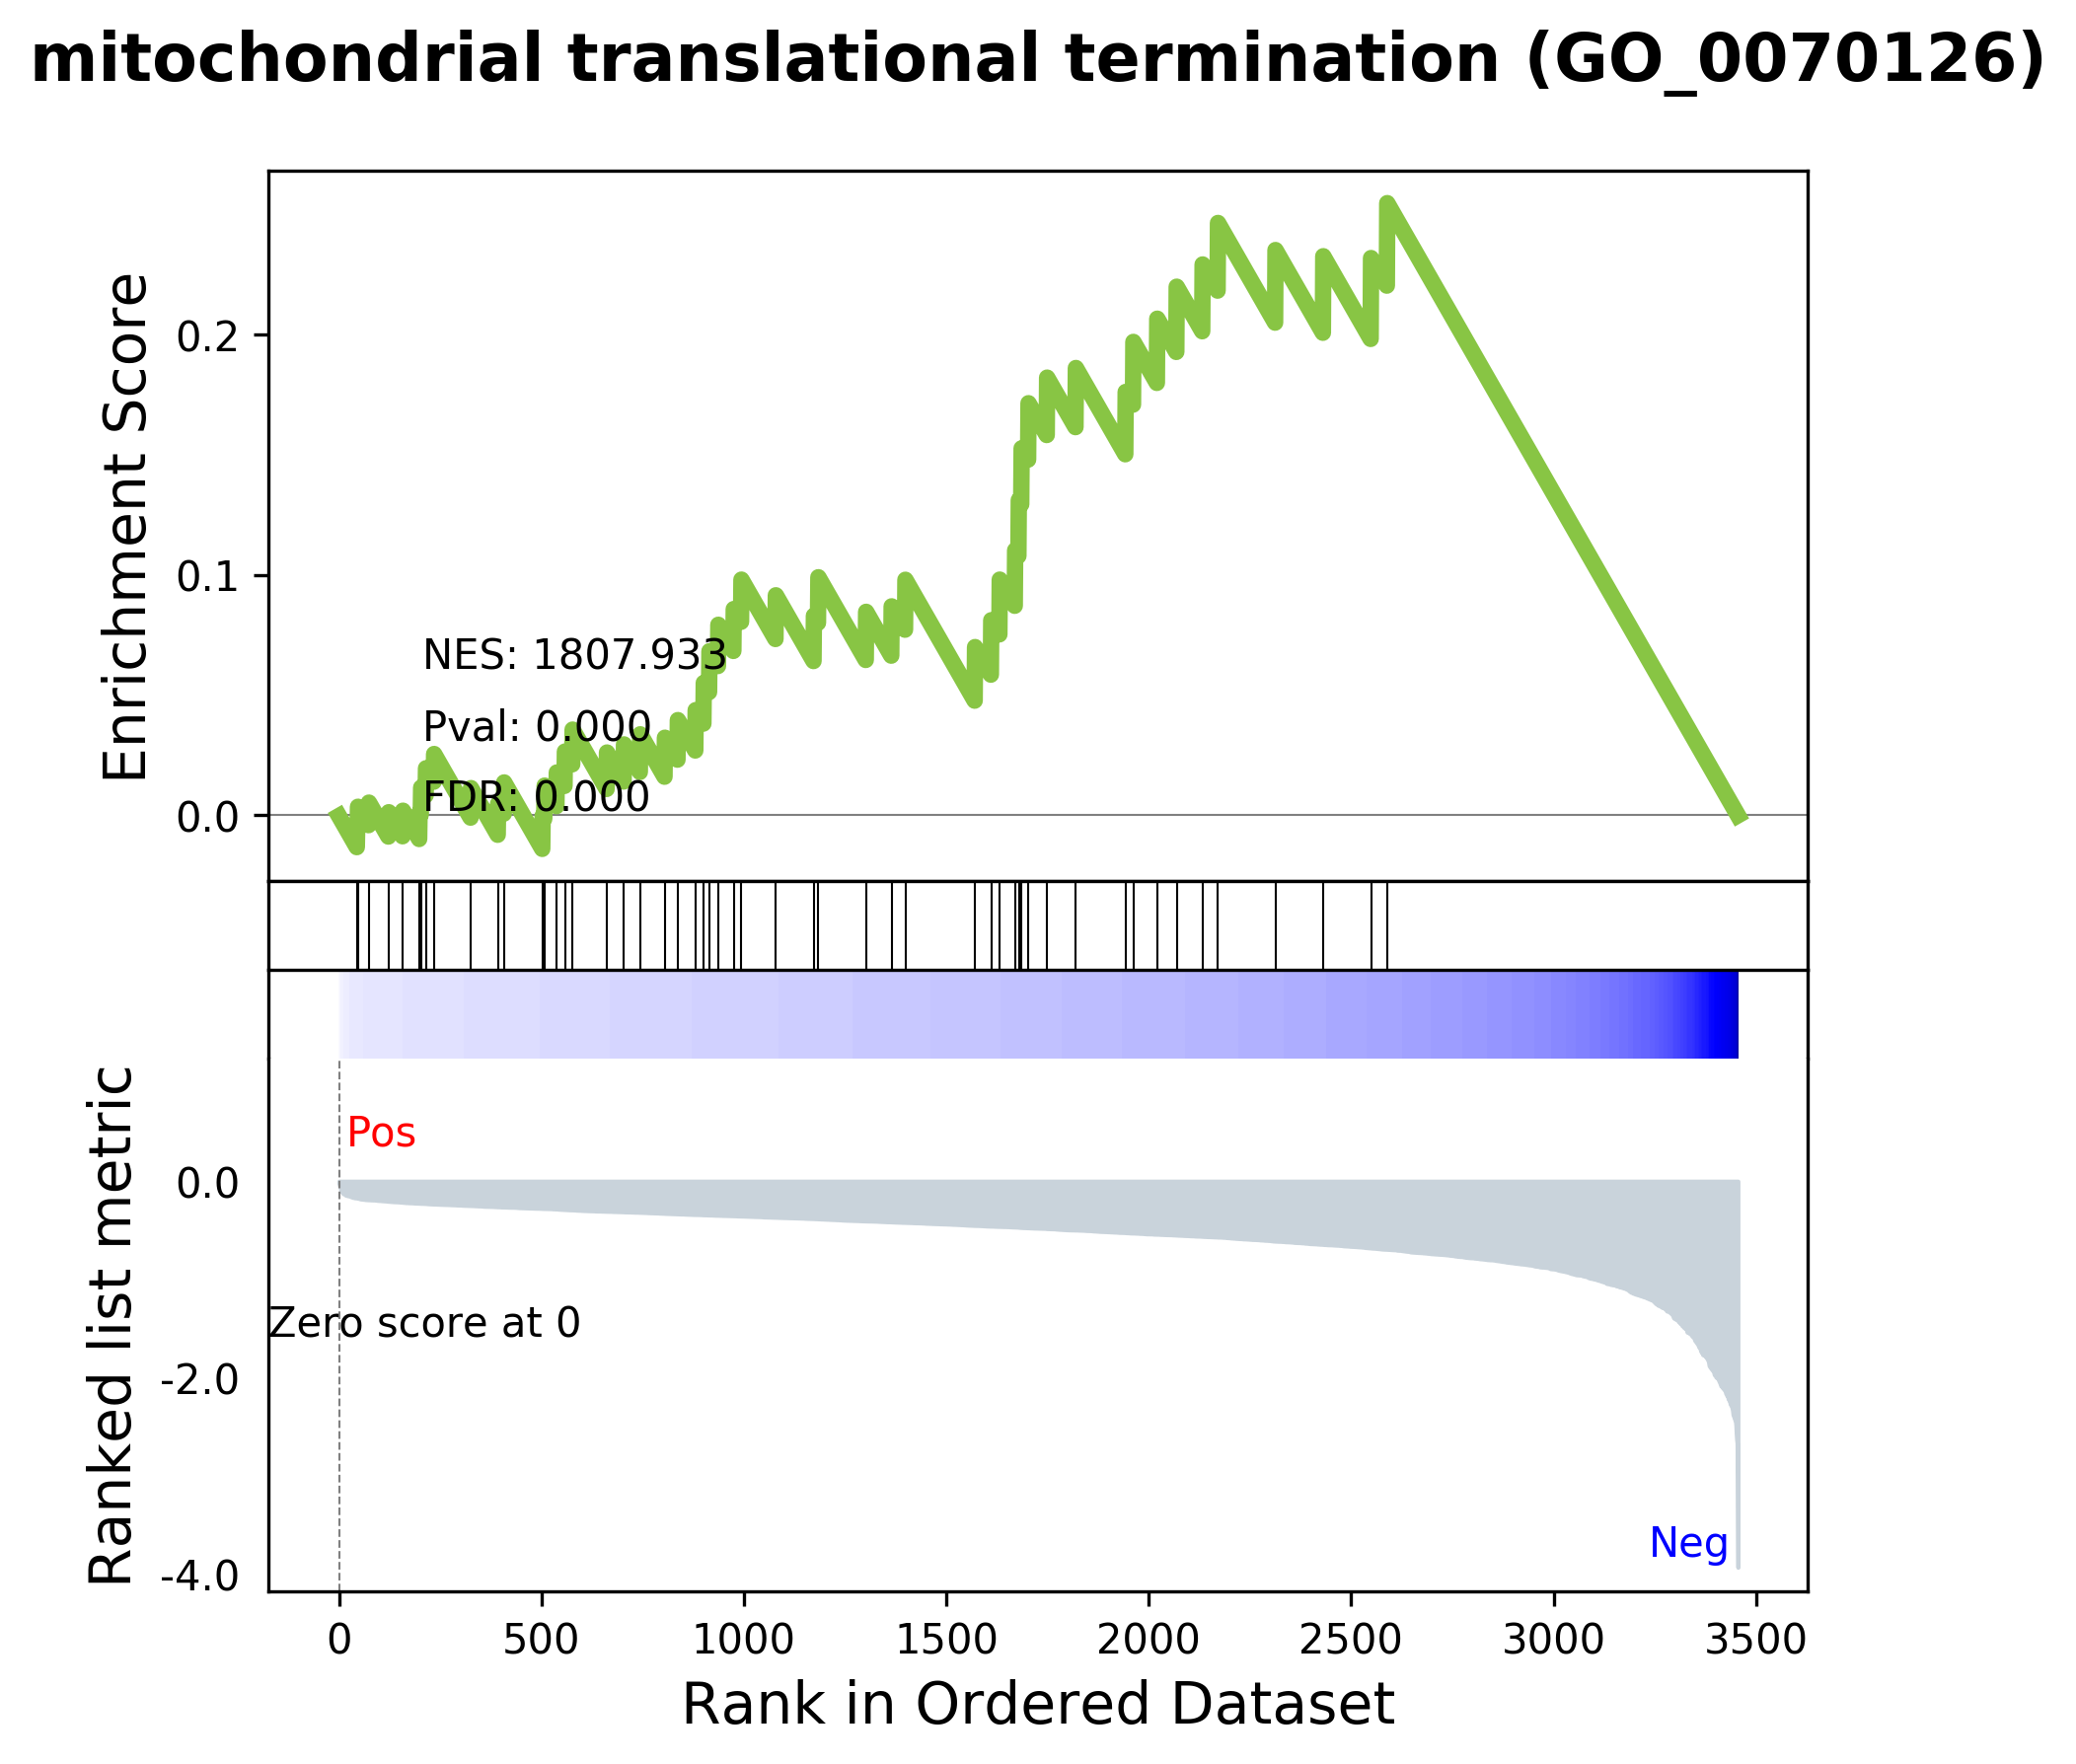 mitochondrial translational termination (GO_0070126)
Enrichment Score
0.2
0.1
0.0
NES: 1807.933
Pval: 0.000
FDR: 0.000
Ranked list metric
Pos
0.0
Zero score at 0
-2.0
Neg
-4.0
0 500 1000 1500 2000 2500 3000 3500
Rank in Ordered Dataset